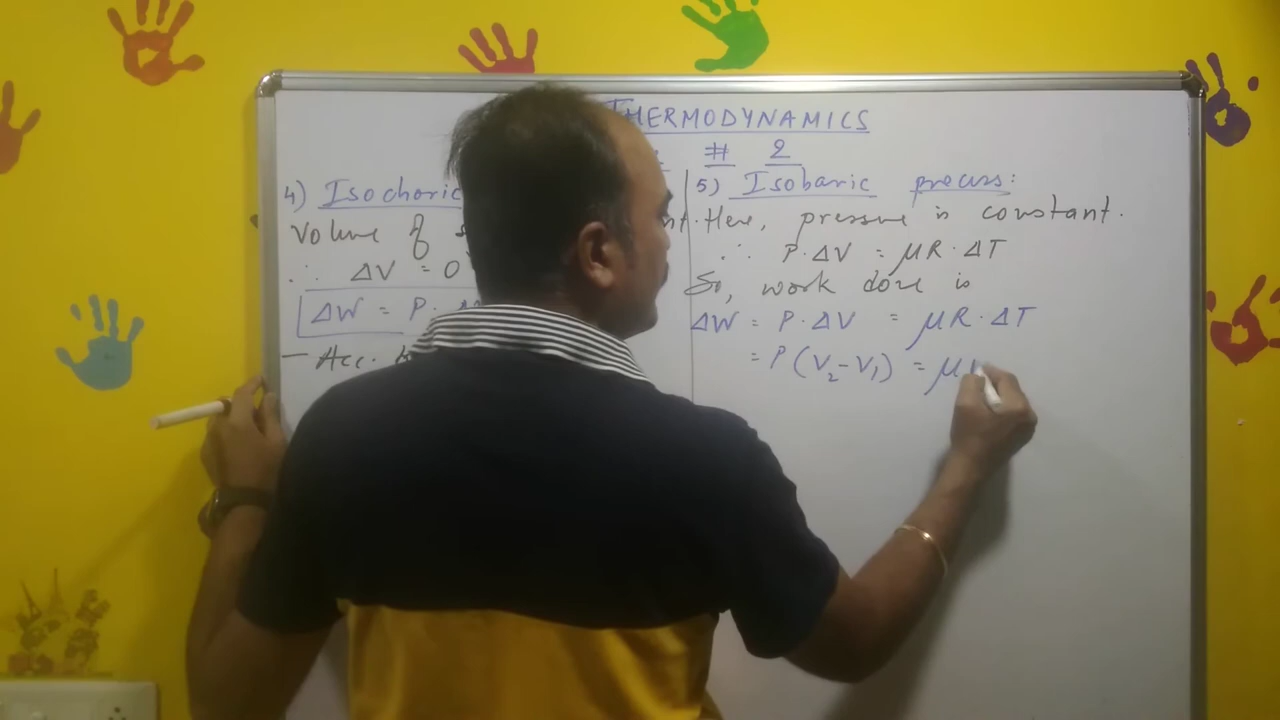 THERMODYNAMICS
# 2
4) Isochoric
Volume of
∴ ΔV = 0
ΔW = P.
— Acc.
5) Isobaric process:
Here, pressure is constant.
∴ P·ΔV = μR·ΔT
So, work done is
ΔW = P·ΔV = μR·ΔT
= P(V₂-V₁) = μ